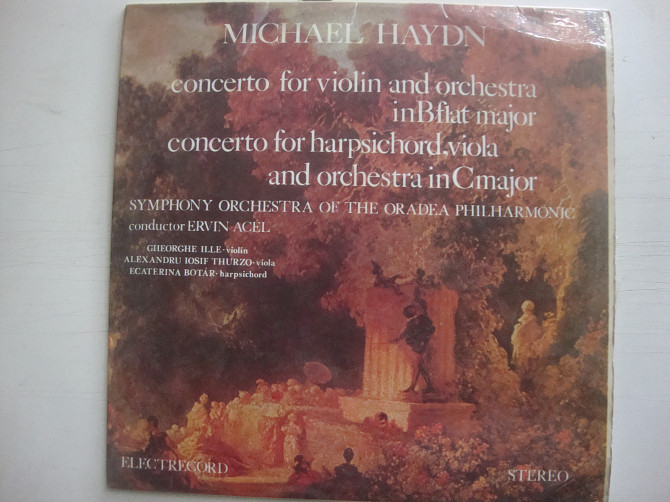 MICHAEL HAYDN
concerto for violin and orchestra
in B flat major
concerto for harpsichord, viola
and orchestra in C major
SYMPHONY ORCHESTRA OF THE ORADEA PHILHARMONIC
conductor ERVIN ACEL
GHEORGHE ILLE - violin
ALEXANDRU IOSIF THURZO - viola
ECATERINA BOTÁR - harpsichord
ELECTRECORD
STEREO